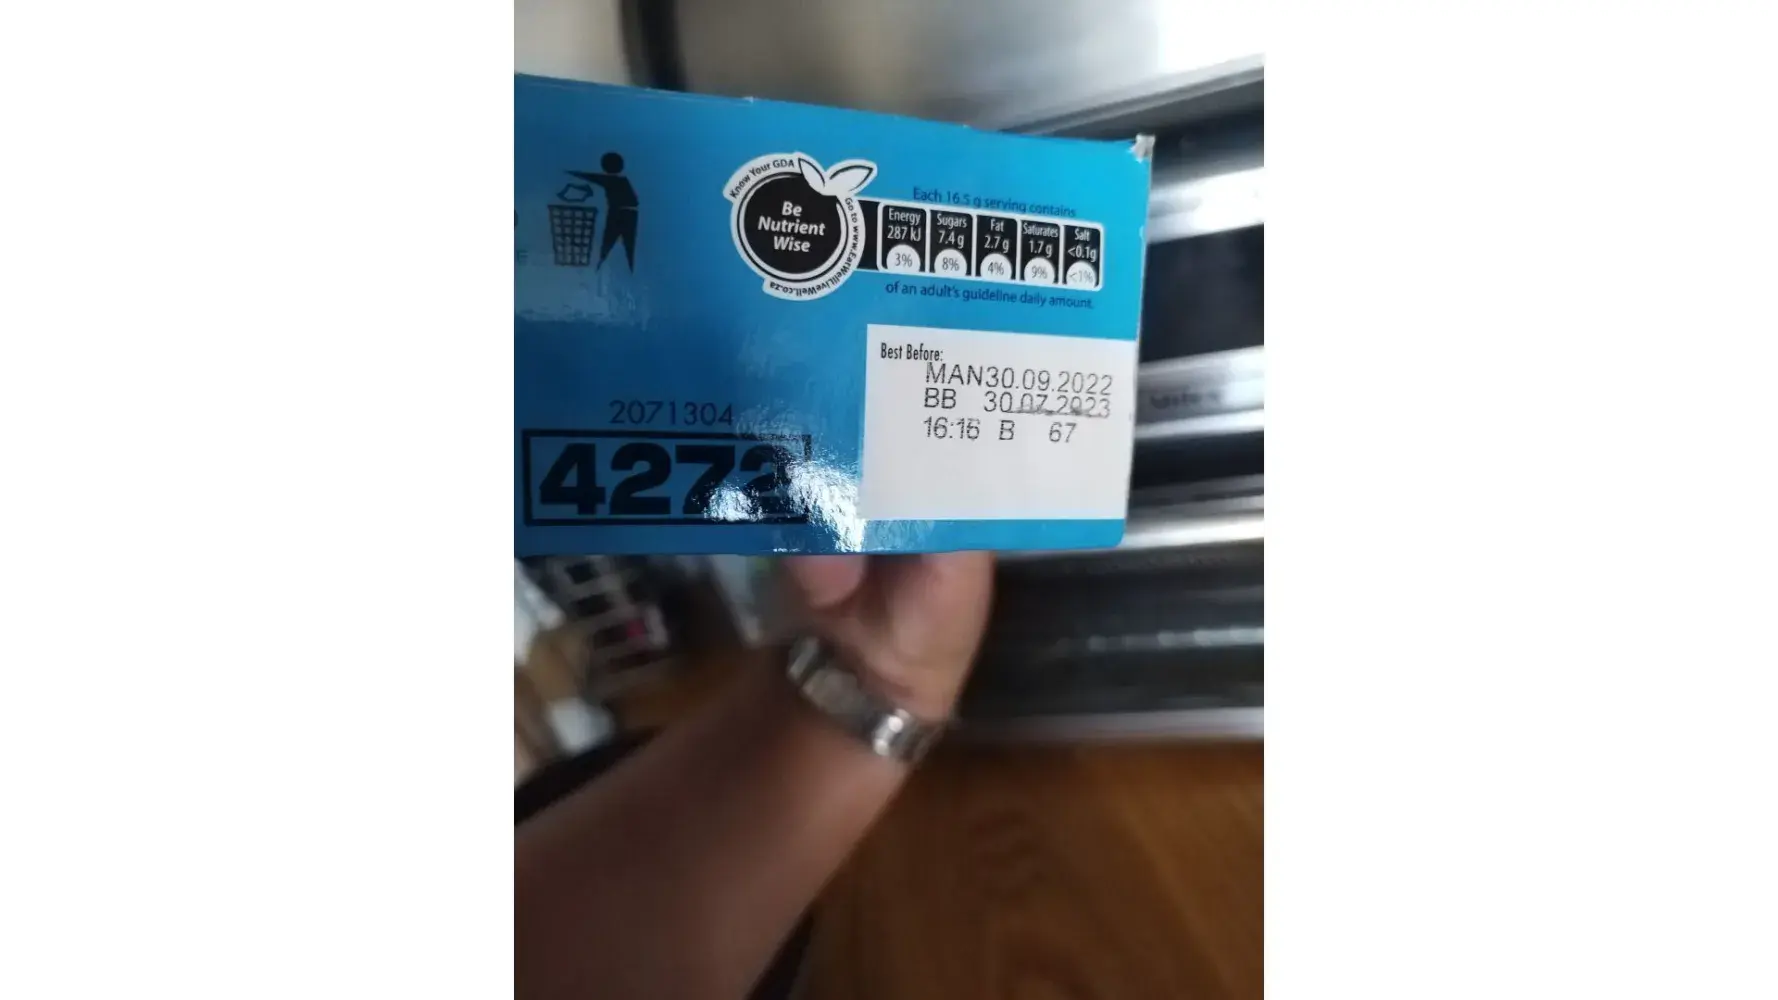 Know Your GDA
Go to www.EatWellLiveWell.co.za
Be
Nutrient
Wise
Each 16.5 g serving contains
Energy Sugars Fat Saturates Salt
287 kJ 7.4 g 2.7 g 1.7 g <0.1g
3% 8% 4% 9% <1%
of an adult's guideline daily amount.
Best Before:
MAN30.09.2022
BB 30.07.2023
16:16 B 67
2071304
4272